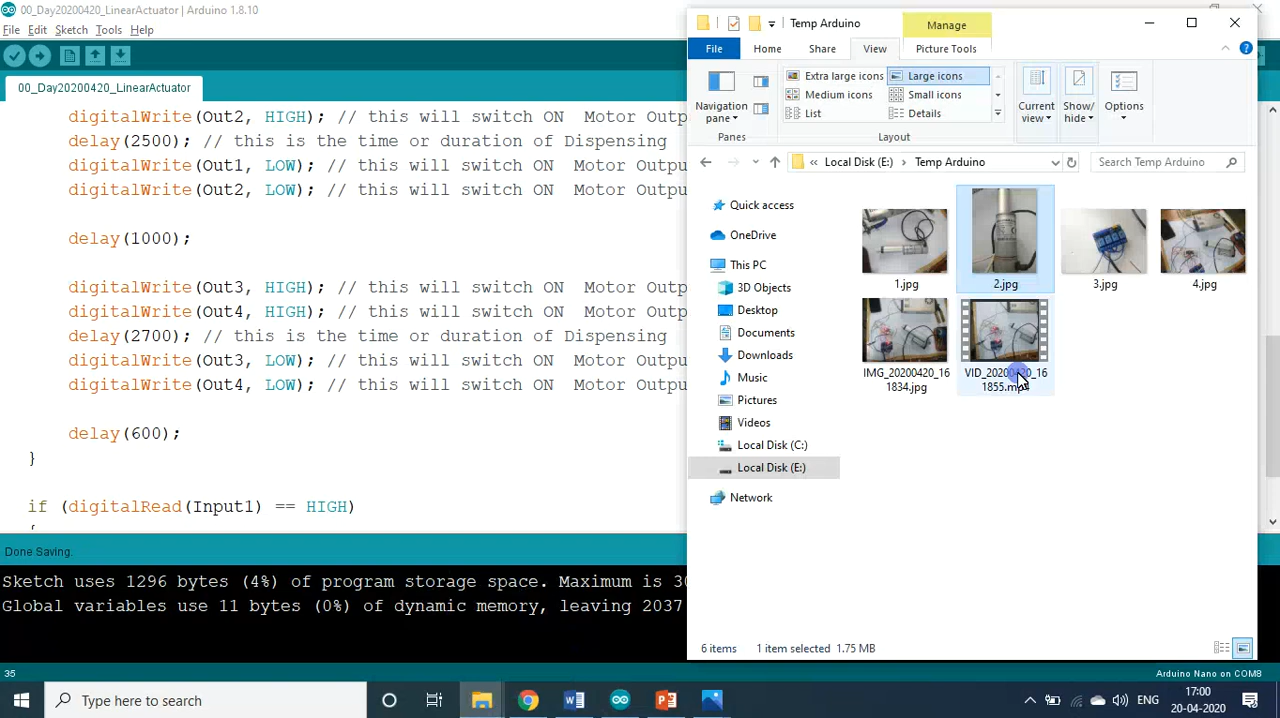 00_Day20200420_LinearActuator | Arduino 1.8.10
File Edit Sketch Tools Help
00_Day20200420_LinearActuator
digitalWrite(Out2, HIGH); // this will switch ON  Motor Outpu
delay(2500); // this is the time or duration of Dispensing
digitalWrite(Out1, LOW); // this will switch ON  Motor Outpu
digitalWrite(Out2, LOW); // this will switch ON  Motor Outpu
delay(1000);
digitalWrite(Out3, HIGH); // this will switch ON  Motor Outpu
digitalWrite(Out4, HIGH); // this will switch ON  Motor Outpu
delay(2700); // this is the time or duration of Dispensing
digitalWrite(Out3, LOW); // this will switch ON  Motor Outpu
digitalWrite(Out4, LOW); // this will switch ON  Motor Outpu
delay(600);
}
if (digitalRead(Input1) == HIGH)
{
Done Saving.
Sketch uses 1296 bytes (4%) of program storage space. Maximum is 30
Global variables use 11 bytes (0%) of dynamic memory, leaving 2037
35
Arduino Nano on COM8
Temp Arduino
Manage
File Home Share View Picture Tools
Navigation pane
Panes
Extra large icons Large icons
Medium icons Small icons
List Details
Layout
Current view
Show/hide
Options
« Local Disk (E:) > Temp Arduino
Search Temp Arduino
Quick access
OneDrive
This PC
3D Objects
Desktop
Documents
Downloads
Music
Pictures
Videos
Local Disk (C:)
Local Disk (E:)
Network
1.jpg
2.jpg
3.jpg
4.jpg
IMG_20200420_161834.jpg
VID_20200420_161855.mp4
6 items 1 item selected 1.75 MB
Type here to search
ENG
17:00
20-04-2020